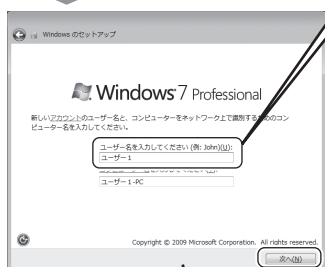 Windows のセットアップ
Windows 7 Professional
新しいアカウントのユーザー名と、コンピューターをネットワーク上で識別するためのコン
ピューター名を入力してください。
ユーザー名を入力してください (例: John)(U):
ユーザー 1
ユーザー 1-PC
Copyright © 2009 Microsoft Corporation. All rights reserved.
次へ(N)